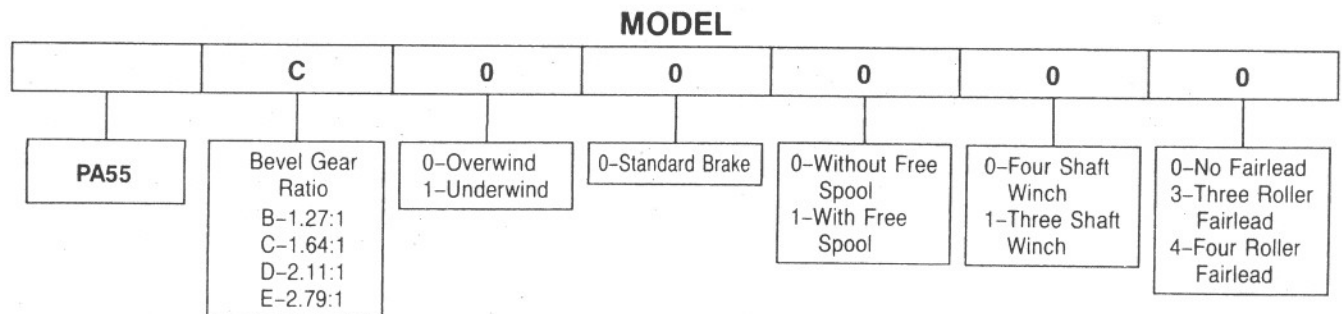 MODEL
C 0 0 0 0 0
PA55
Bevel Gear
Ratio
B–1.27:1
C–1.64:1
D–2.11:1
E–2.79:1
0–Overwind
1–Underwind
0–Standard Brake
0–Without Free
Spool
1–With Free
Spool
0–Four Shaft
Winch
1–Three Shaft
Winch
0–No Fairlead
3–Three Roller
Fairlead
4–Four Roller
Fairlead